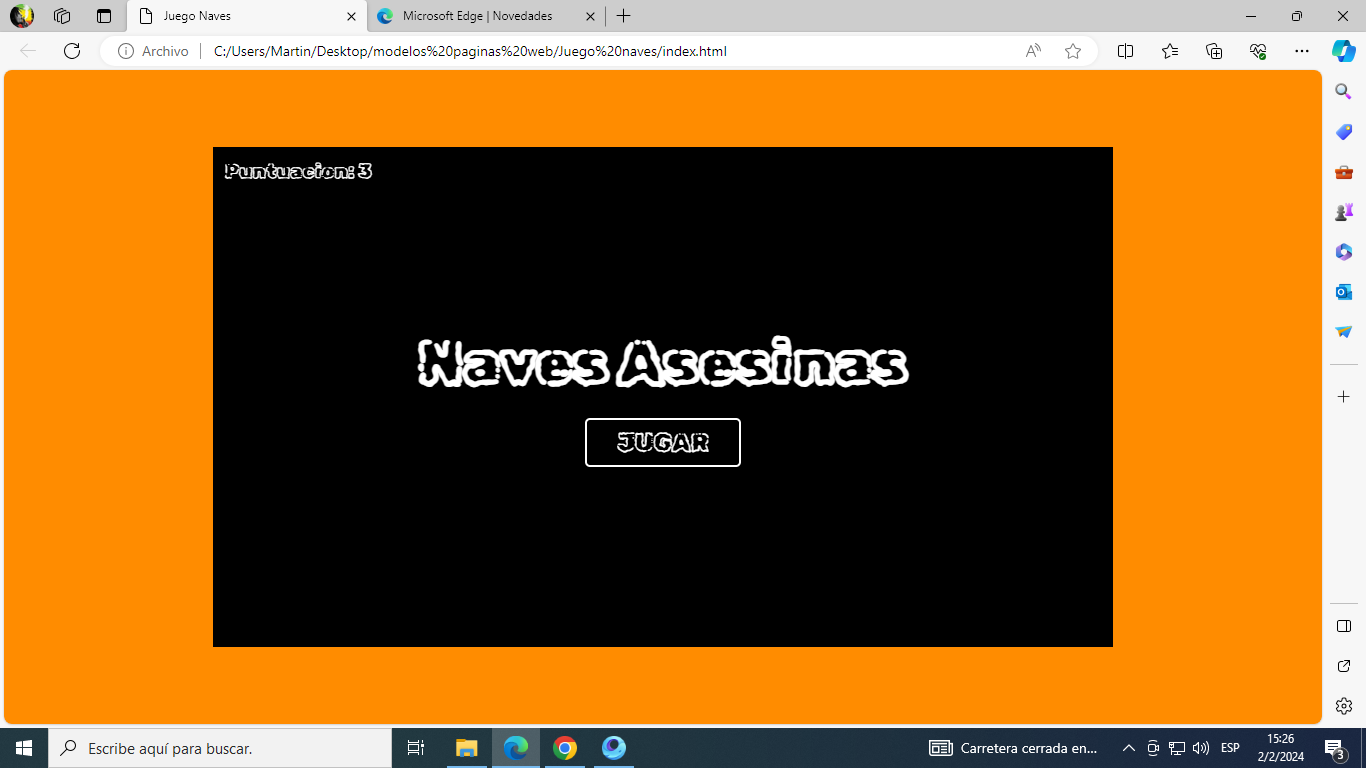 Juego Naves
Microsoft Edge | Novedades
Archivo
C:/Users/Martin/Desktop/modelos%20paginas%20web/Juego%20naves/index.html
Puntuacion: 3
Naves Asesinas
JUGAR
Escribe aquí para buscar.
Carretera cerrada en...
ESP
15:26
2/2/2024
3